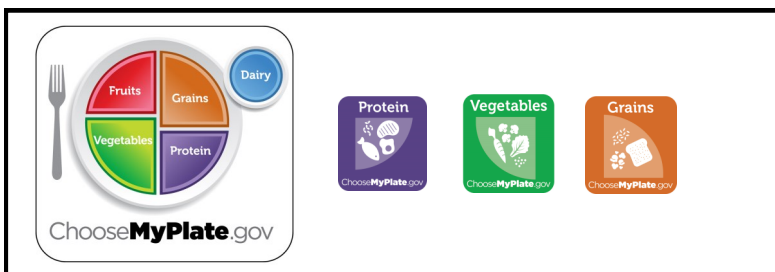 Fruits
Grains
Dairy
Vegetables
Protein
ChooseMyPlate.gov
Protein
ChooseMyPlate.gov
Vegetables
ChooseMyPlate.gov
Grains
ChooseMyPlate.gov